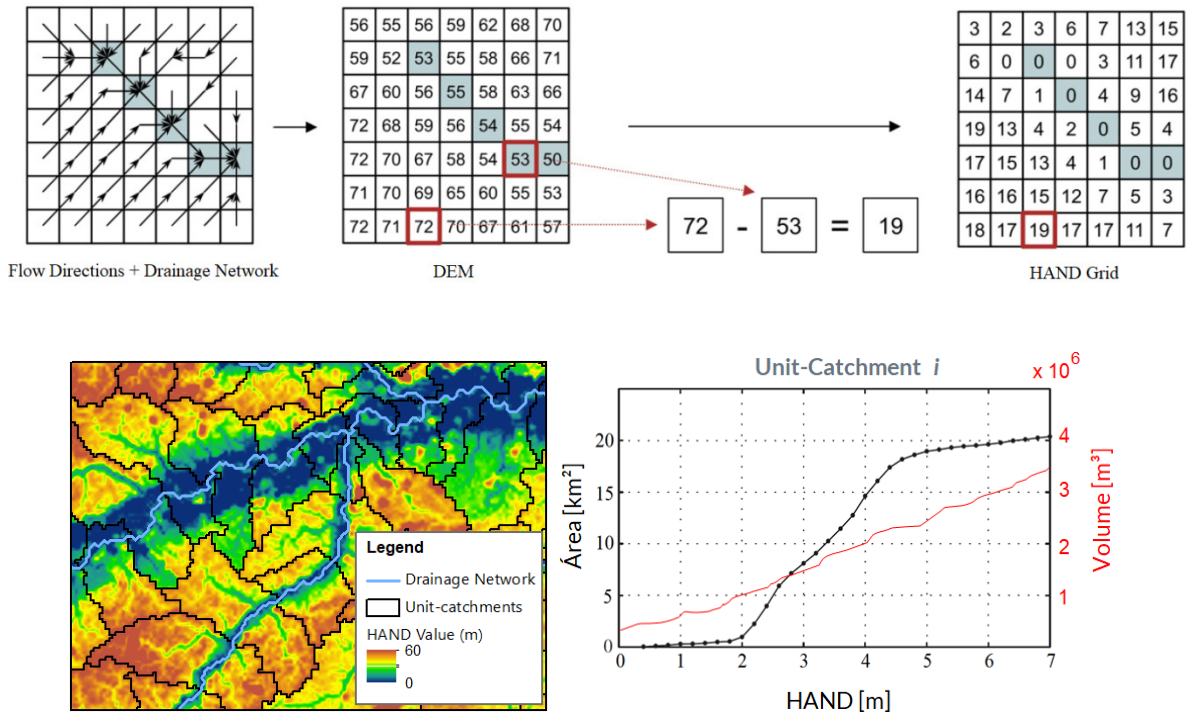 56 55 56 59 62 68 70
59 52 53 55 58 66 71
67 60 56 55 58 63 66
72 68 59 56 54 55 54
72 70 67 58 54 53 50
71 70 69 65 60 55 53
72 71 72 70 67 61 57
3 2 3 6 7 13 15
6 0 0 0 3 11 17
14 7 1 0 4 9 16
19 13 4 2 0 5 4
17 15 13 4 1 0 0
16 16 15 12 7 5 3
18 17 19 17 17 11 7
72 - 53 = 19
Flow Directions + Drainage Network
DEM
HAND Grid
Legend
Drainage Network
Unit-catchments
HAND Value (m)
60
0
Unit-Catchment i
x 10⁶
Área [km²]
20
15
10
5
0
4
3
2
1
Volume [m³]
0 1 2 3 4 5 6 7
HAND [m]